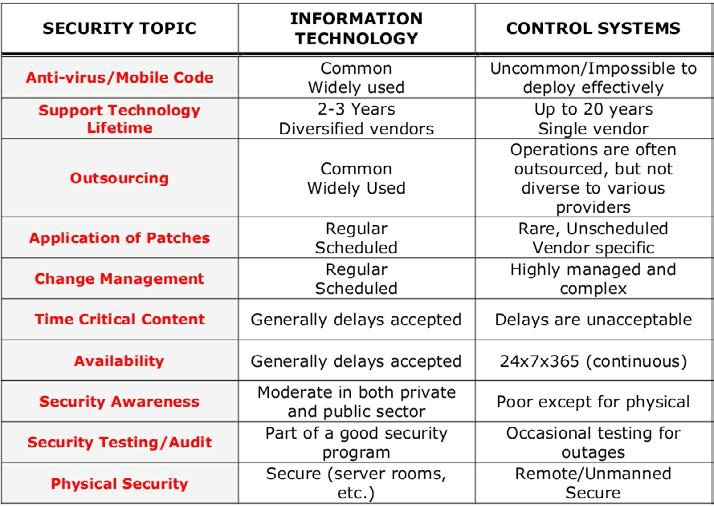 SECURITY TOPIC
INFORMATION
TECHNOLOGY
CONTROL SYSTEMS
Anti-virus/Mobile Code
Common
Widely used
Uncommon/Impossible to
deploy effectively
Support Technology
Lifetime
2-3 Years
Diversified vendors
Up to 20 years
Single vendor
Outsourcing
Common
Widely Used
Operations are often
outsourced, but not
diverse to various
providers
Application of Patches
Regular
Scheduled
Rare, Unscheduled
Vendor specific
Change Management
Regular
Scheduled
Highly managed and
complex
Time Critical Content
Generally delays accepted
Delays are unacceptable
Availability
Generally delays accepted
24x7x365 (continuous)
Security Awareness
Moderate in both private
and public sector
Poor except for physical
Security Testing/Audit
Part of a good security
program
Occasional testing for
outages
Physical Security
Secure (server rooms,
etc.)
Remote/Unmanned
Secure